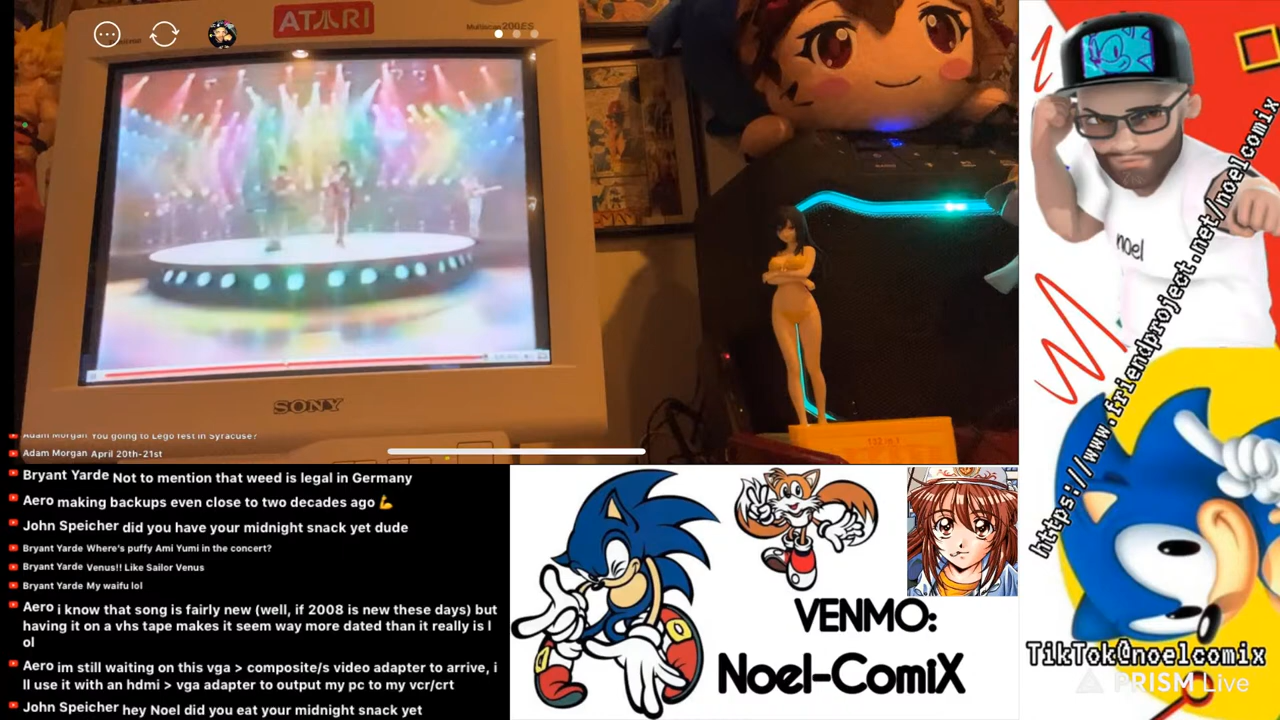 ATARI
Multiscan200ES
SONY
Adam Morgan You going to Lego fest in Syracuse?
Adam Morgan April 20th-21st
Bryant Yarde Not to mention that weed is legal in Germany
Aero making backups even close to two decades ago 💪
John Speicher did you have your midnight snack yet dude
Bryant Yarde Where's puffy Ami Yumi in the concert?
Bryant Yarde Venus!! Like Sailor Venus
Bryant Yarde My waifu lol
Aero i know that song is fairly new (well, if 2008 is new these days) but
having it on a vhs tape makes it seem way more dated than it really is l
ol
Aero im still waiting on this vga > composite/s video adapter to arrive, i
ll use it with an hdmi > vga adapter to output my pc to my vcr/crt
John Speicher hey Noel did you eat your midnight snack yet
VENMO:
Noel-ComiX
noel
https://www.friendproject.net/noelcomix
TikTok@noelcomix
PRISM Live